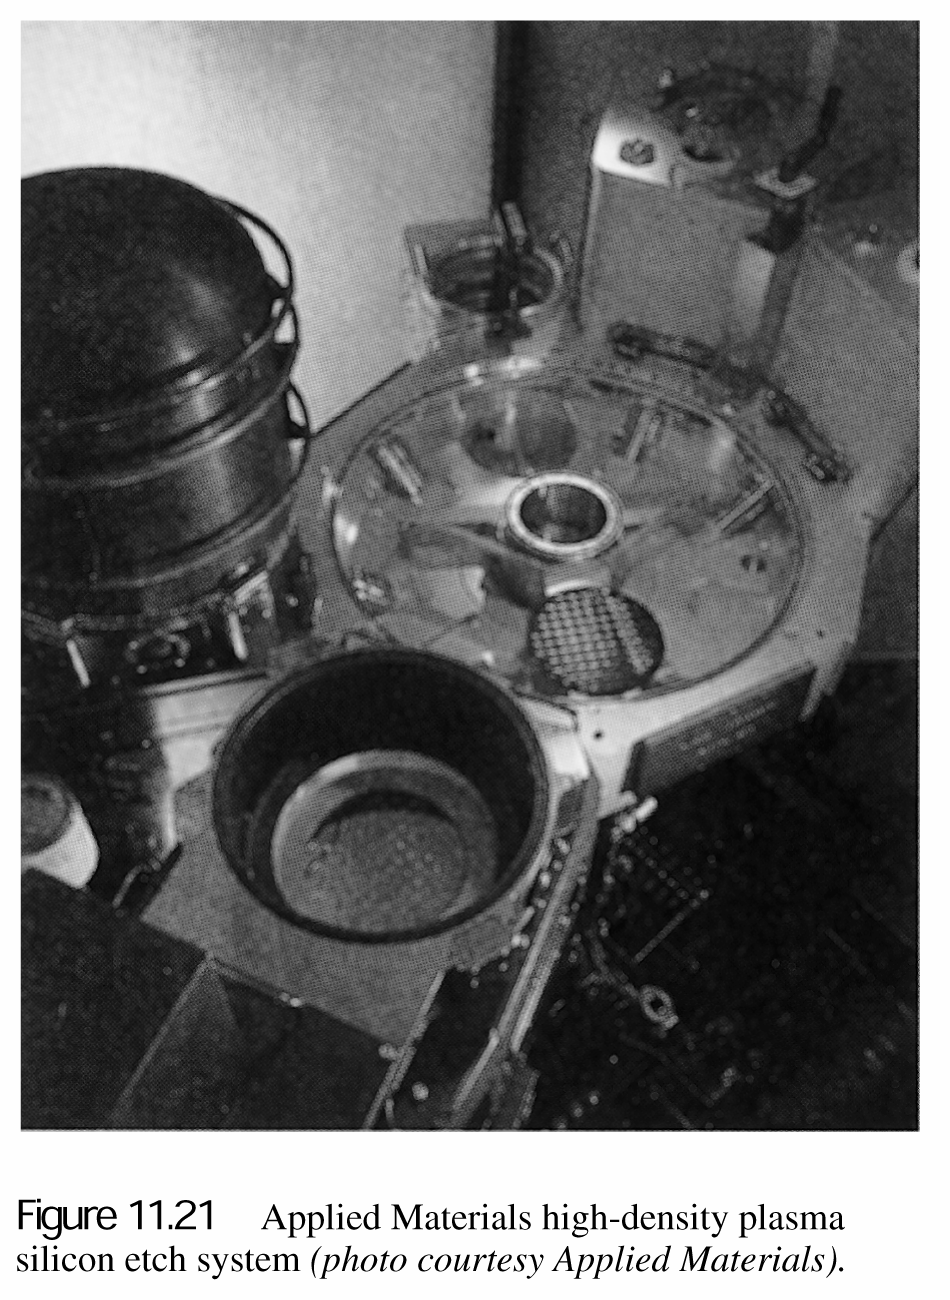 Figure 11.21 Applied Materials high-density plasma
silicon etch system (photo courtesy Applied Materials).